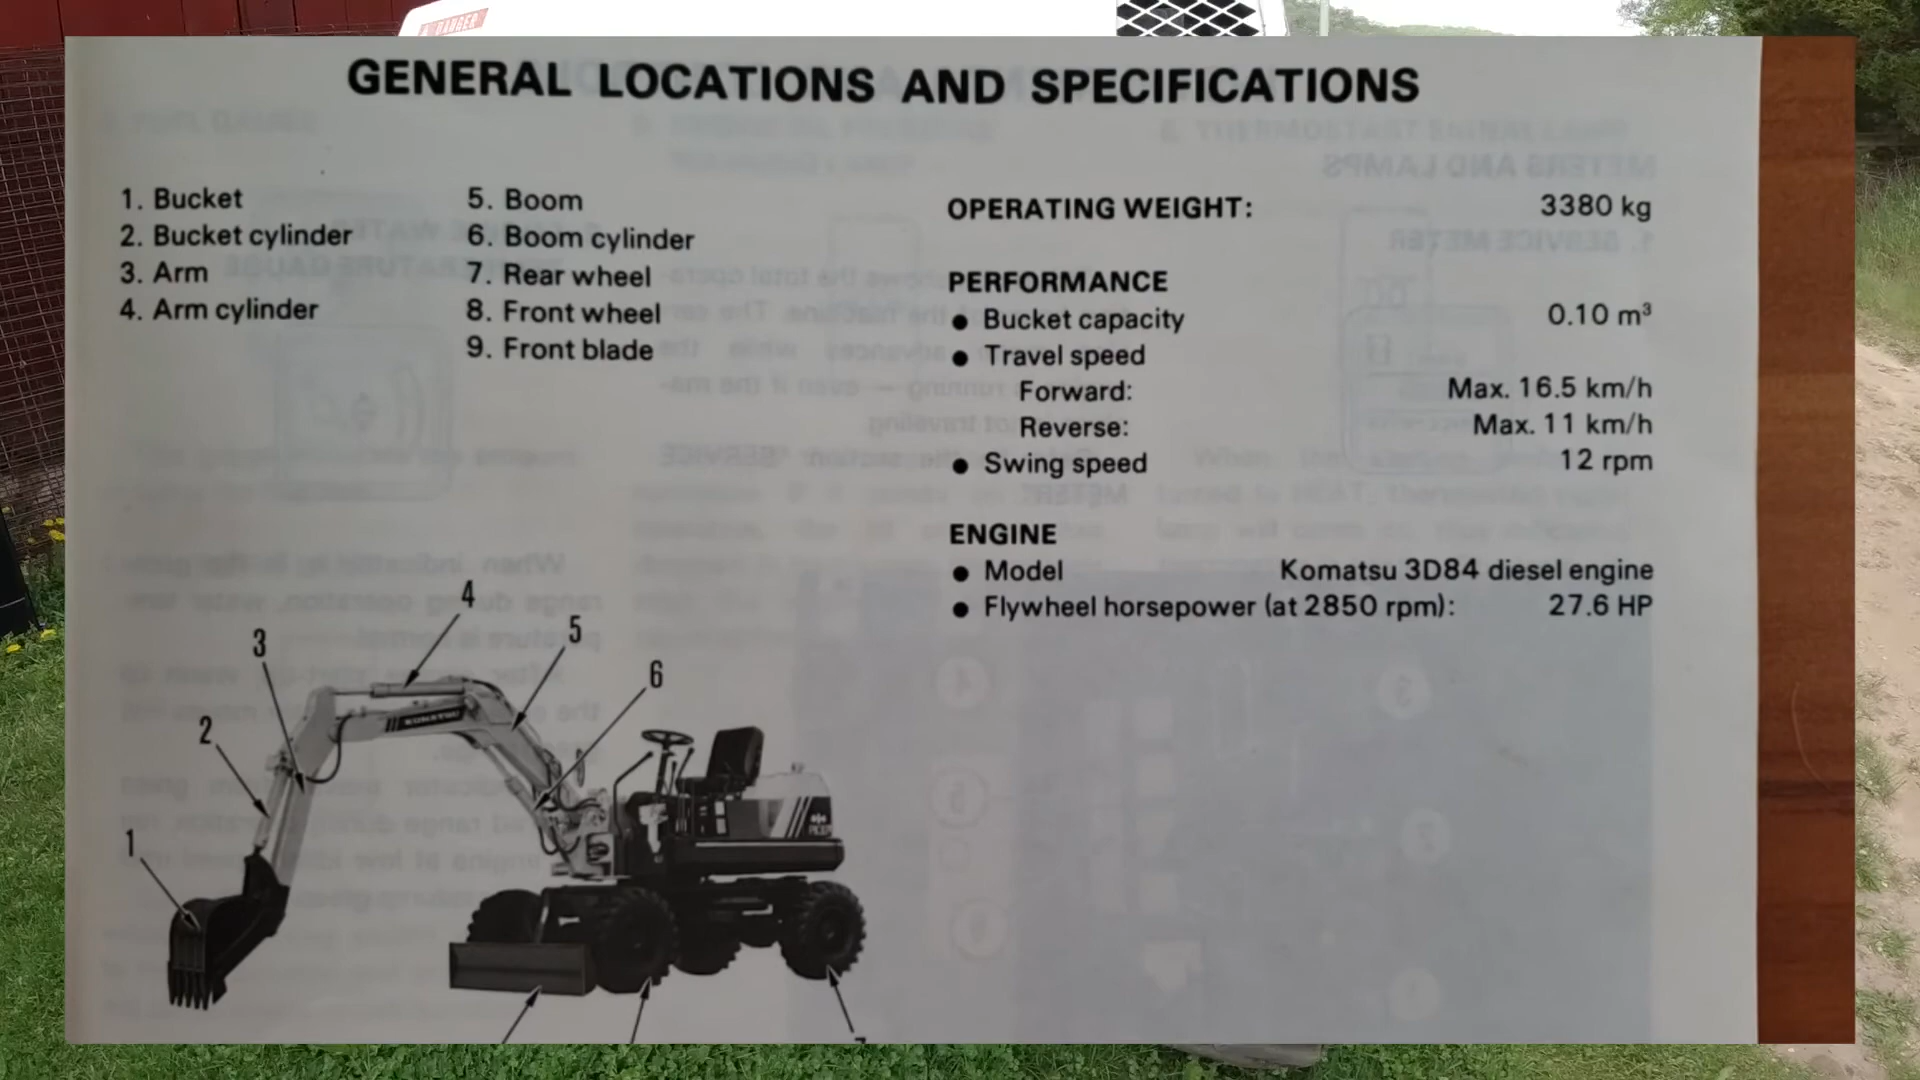 DANGER
GENERAL LOCATIONS AND SPECIFICATIONS
1. Bucket
2. Bucket cylinder
3. Arm
4. Arm cylinder
5. Boom
6. Boom cylinder
7. Rear wheel
8. Front wheel
9. Front blade
OPERATING WEIGHT: 3380 kg
PERFORMANCE
● Bucket capacity 0.10 m³
● Travel speed
Forward: Max. 16.5 km/h
Reverse: Max. 11 km/h
● Swing speed 12 rpm
ENGINE
● Model Komatsu 3D84 diesel engine
● Flywheel horsepower (at 2850 rpm): 27.6 HP
4
3
5
6
2
1
KOMATSU